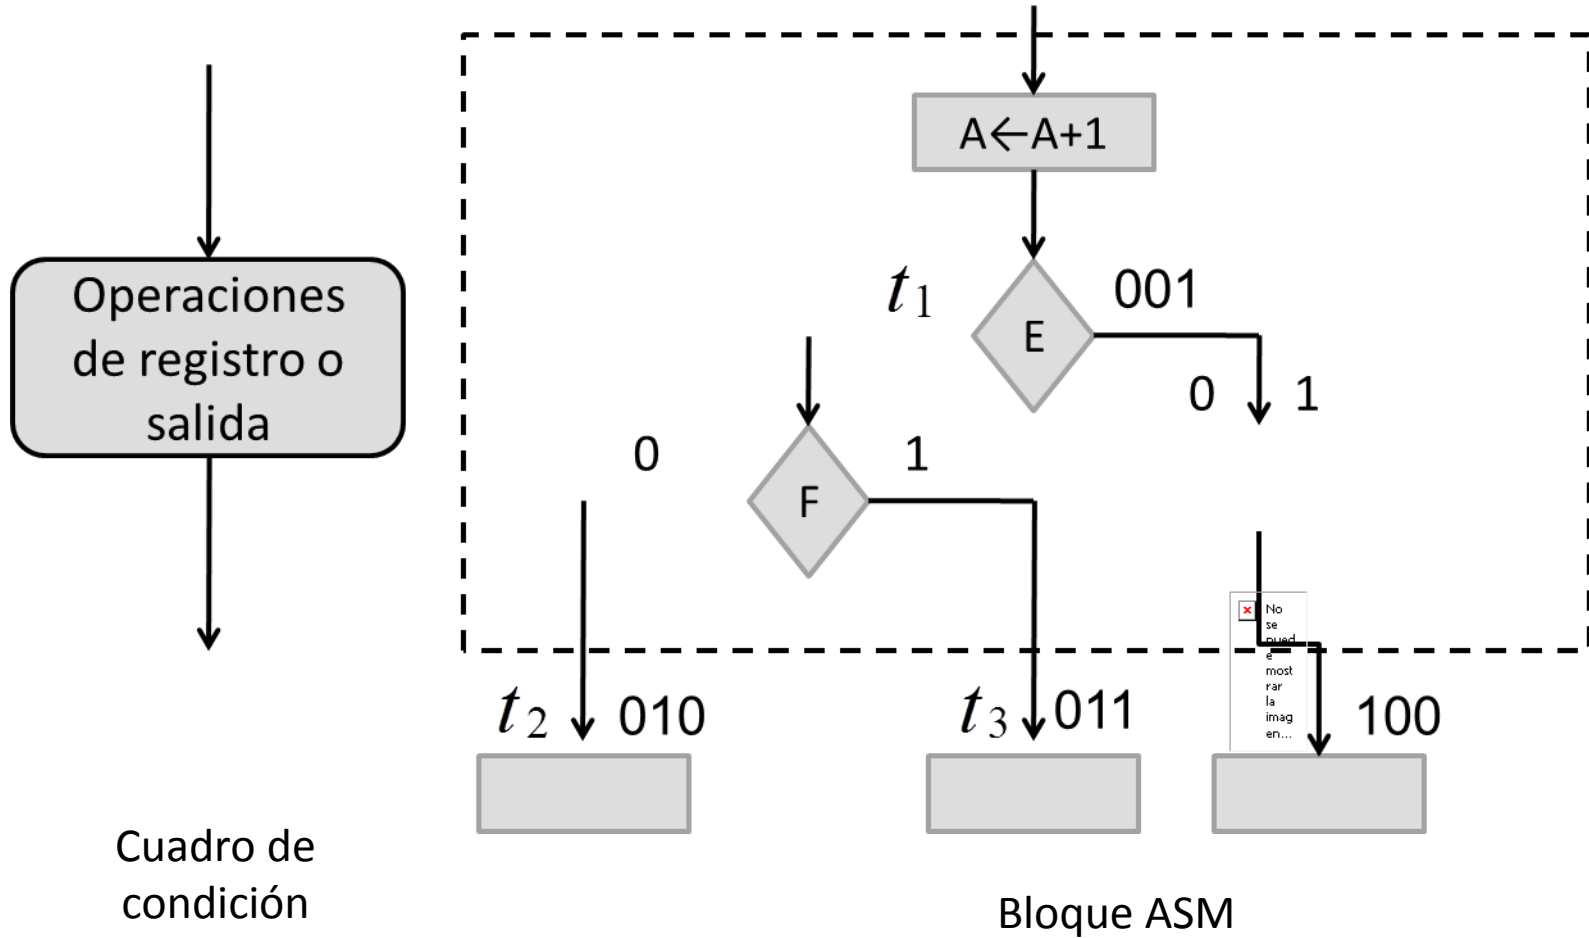 Operaciones
de registro o
salida
Cuadro de
condición
A←A+1
t1
001
E
0
1
0
F
1
No
se
pued
e
most
rar
la
imag
en...
t2
010
t3
011
100
Bloque ASM